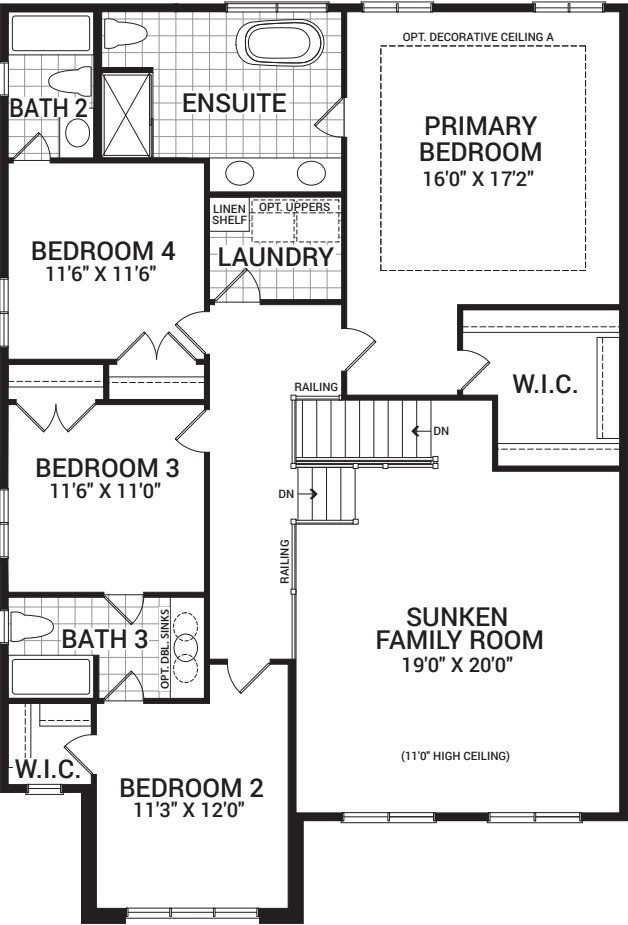 OPT. DECORATIVE CEILING A
BATH 2
ENSUITE
PRIMARY
BEDROOM
16'0" X 17'2"
LINEN
SHELF
OPT. UPPERS
LAUNDRY
BEDROOM 4
11'6" X 11'6"
W.I.C.
RAILING
DN
BEDROOM 3
11'6" X 11'0"
DN
RAILING
BATH 3
OPT. DBL. SINKS
SUNKEN
FAMILY ROOM
19'0" X 20'0"
(11'0" HIGH CEILING)
W.I.C.
BEDROOM 2
11'3" X 12'0"